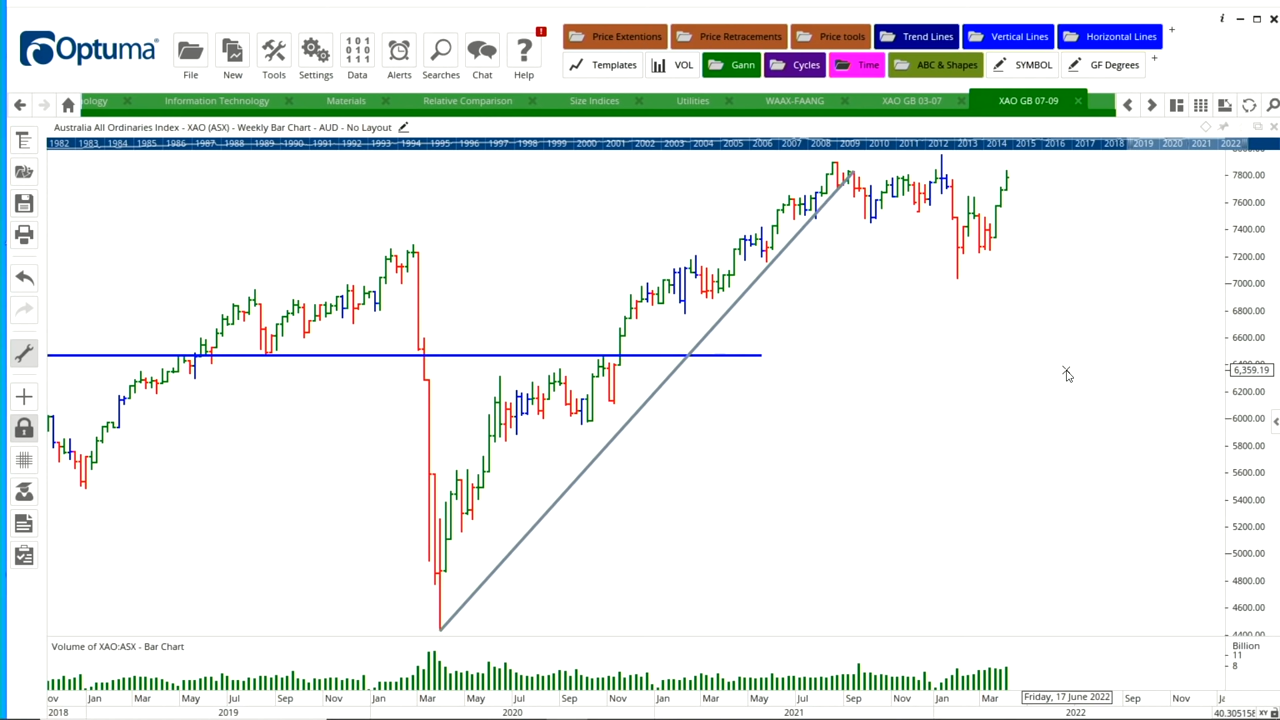 i
Optuma®
File New Tools Settings Data Alerts Searches Chat Help
Price Extentions Price Retracements Price tools Trend Lines Vertical Lines Horizontal Lines +
Templates VOL Gann Cycles Time ABC & Shapes SYMBOL GF Degrees +
ology Information Technology Materials Relative Comparison Size Indices Utilities WAAX-FAANG XAO GB 03-07 XAO GB 07-09
Australia All Ordinaries Index - XAO (ASX) - Weekly Bar Chart - AUD - No Layout
1982 1983 1984 1985 1986 1987 1988 1989 1990 1991 1992 1993 1994 1995 1996 1997 1998 1999 2000 2001 2002 2003 2004 2005 2006 2007 2008 2009 2010 2011 2012 2013 2014 2015 2016 2017 2018 2019 2020 2021 2022
7800.00
7600.00
7400.00
7200.00
7000.00
6800.00
6600.00
6,359.19
6200.00
6000.00
5800.00
5600.00
5400.00
5200.00
5000.00
4800.00
4600.00
4400.00
Volume of XAO:ASX - Bar Chart
Billion
11
8
ov Jan Mar May Jul Sep Nov Jan Mar May Jul Sep Nov Jan Mar May Jul Sep Nov Jan Mar Friday, 17 June 2022 Sep Nov Ja
2018 2019 2020 2021 2022 40.305158 XY